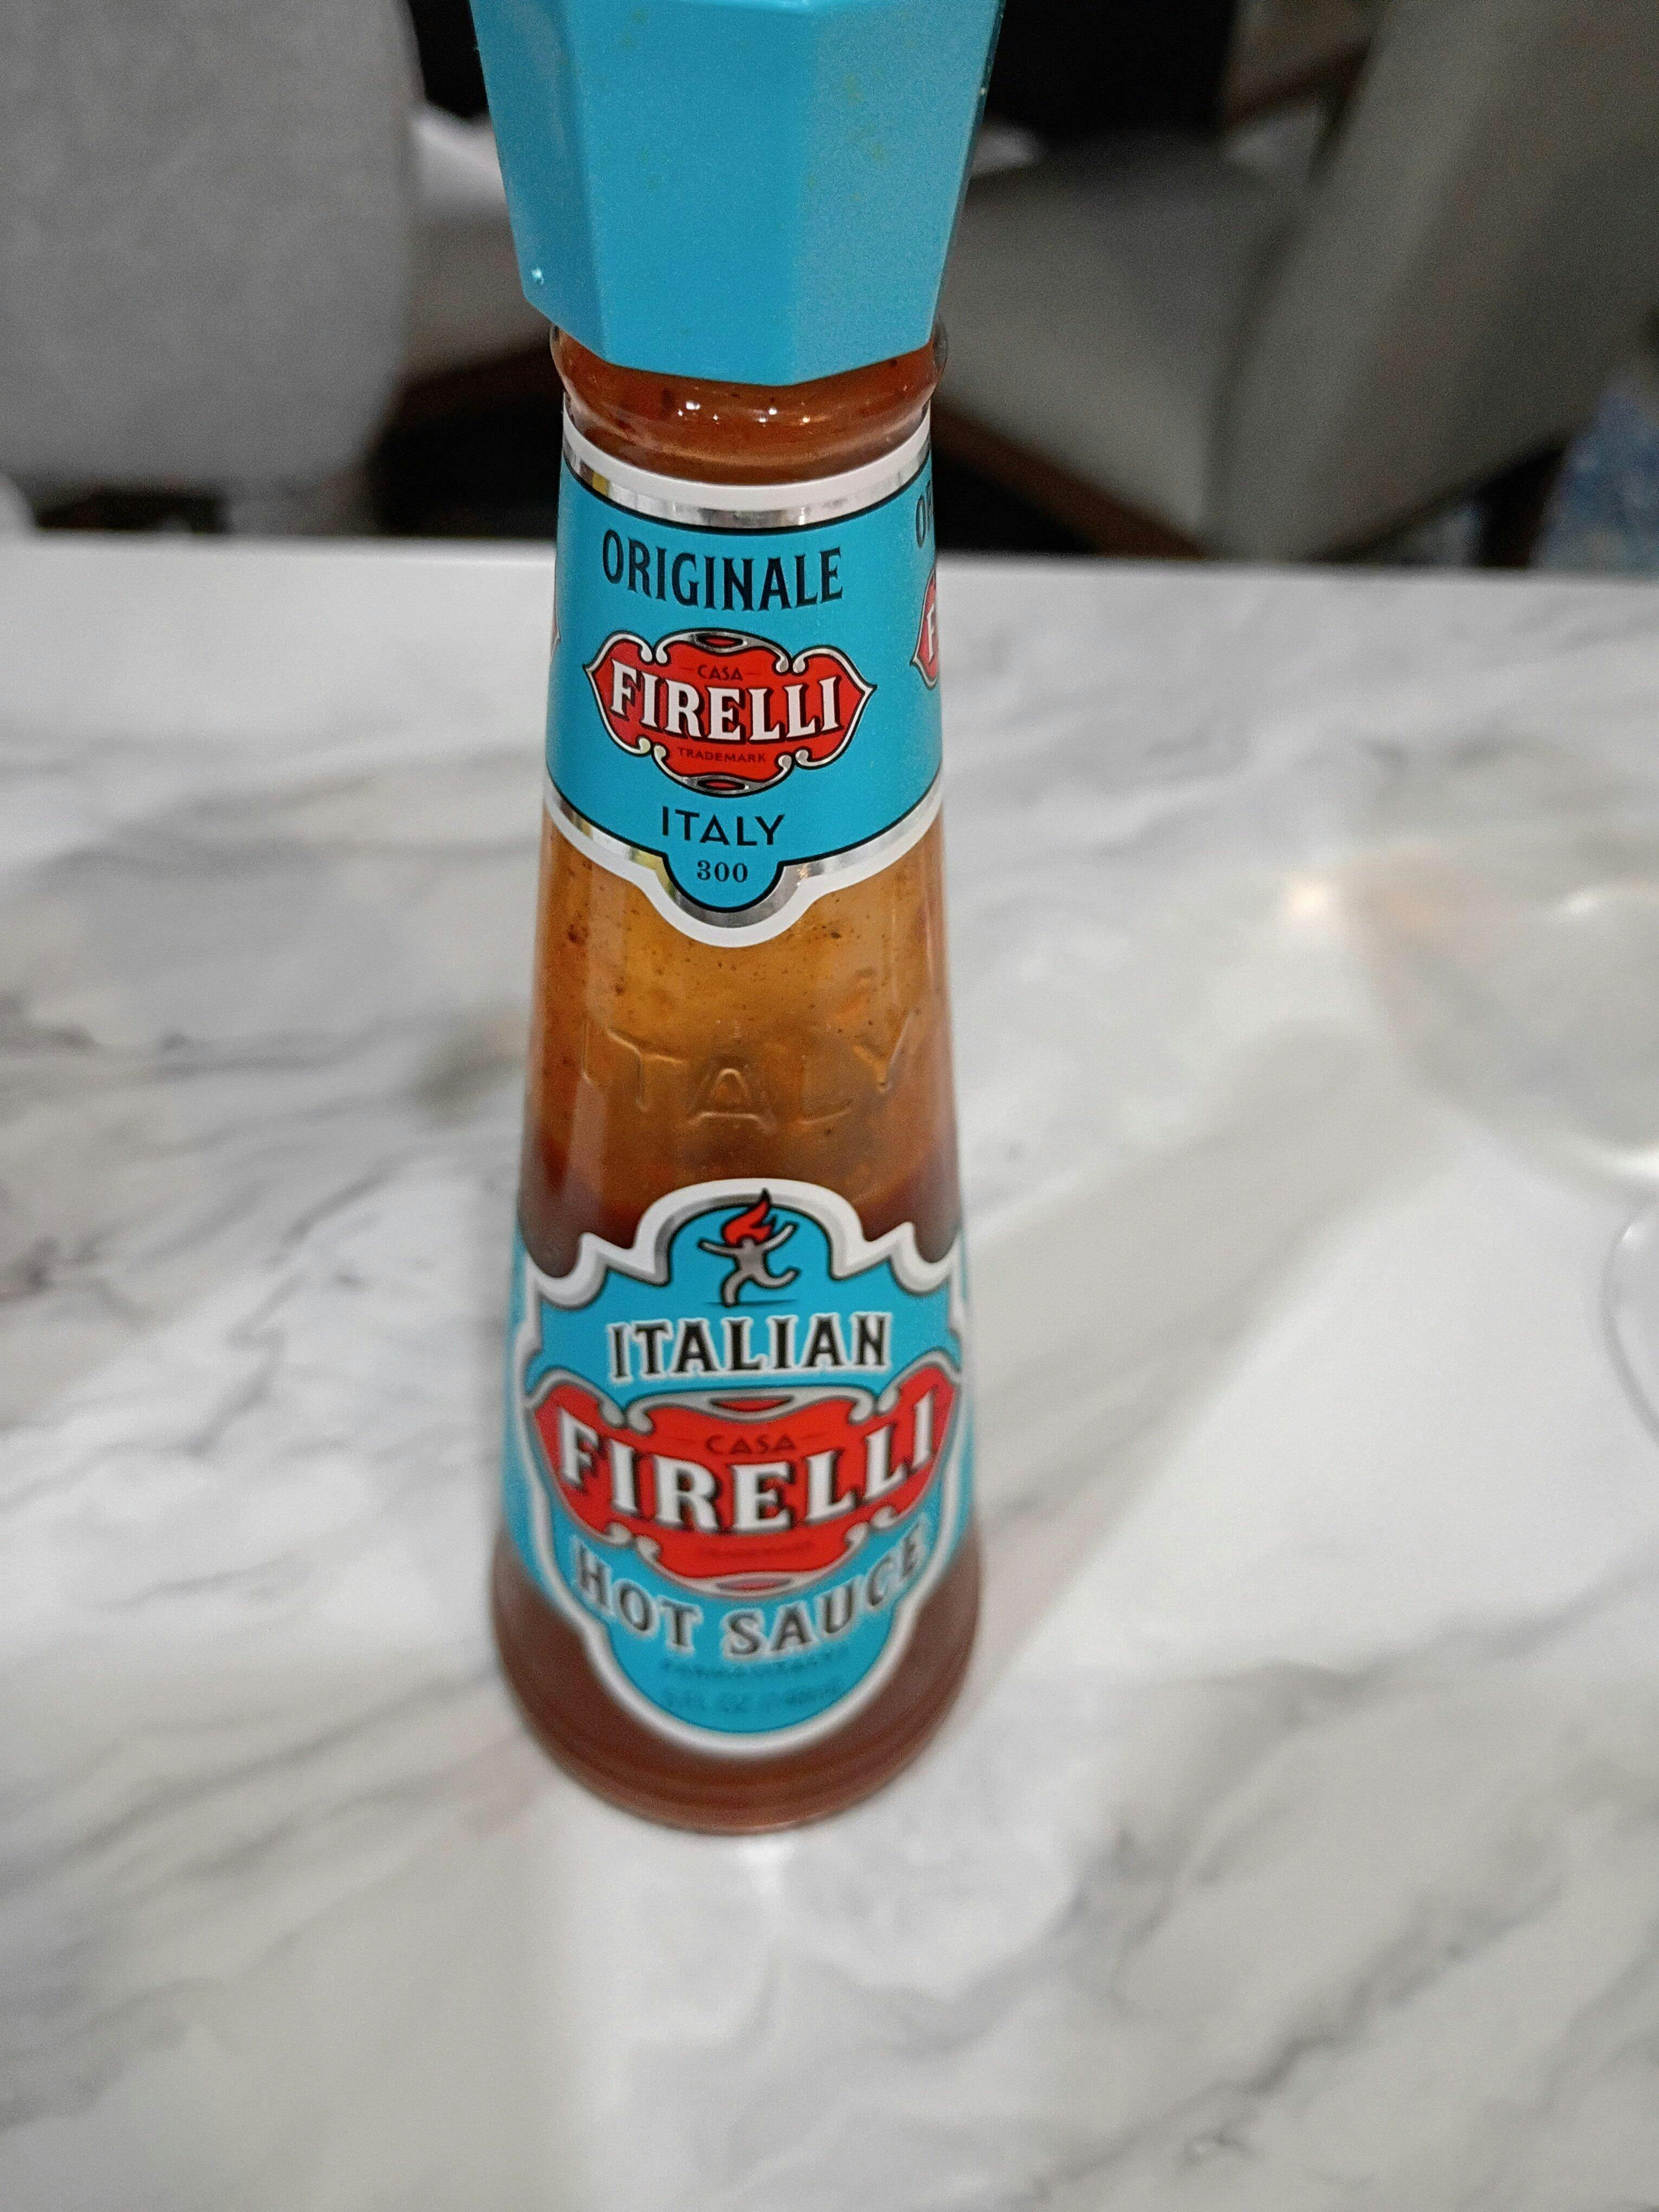 ORIGINALE
CASA
FIRELLI
TRADEMARK
ITALY
300
ITALY
ITALIAN
CASA
FIRELLI
HOT SAUCE